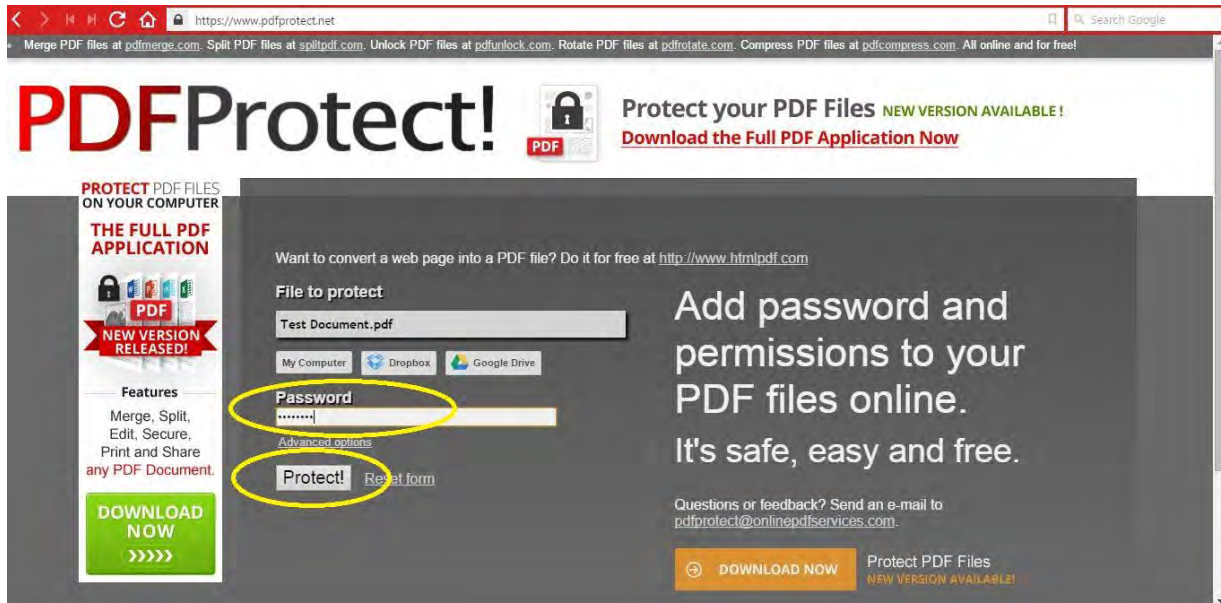 https://www.pdfprotect.net
Search Google
Merge PDF files at pdfmerge.com. Split PDF files at splitpdf.com. Unlock PDF files at pdfunlock.com. Rotate PDF files at pdfrotate.com. Compress PDF files at pdfcompress.com. All online and for free!
PDFProtect!
PDF
Protect your PDF Files NEW VERSION AVAILABLE !
Download the Full PDF Application Now
PROTECT PDF FILES
ON YOUR COMPUTER
THE FULL PDF
APPLICATION
PDF
NEW VERSION
RELEASED!
Features
Merge, Split,
Edit, Secure,
Print and Share
any PDF Document.
DOWNLOAD
NOW
>>>>>
Want to convert a web page into a PDF file? Do it for free at http://www.htmlpdf.com
File to protect
Test Document.pdf
My Computer
Dropbox
Google Drive
Password
••••••••
Advanced options
Protect!
Reset form
Add password and
permissions to your
PDF files online.
It's safe, easy and free.
Questions or feedback? Send an e-mail to
pdfprotect@onlinepdfservices.com.
DOWNLOAD NOW
Protect PDF Files
NEW VERSION AVAILABLE!